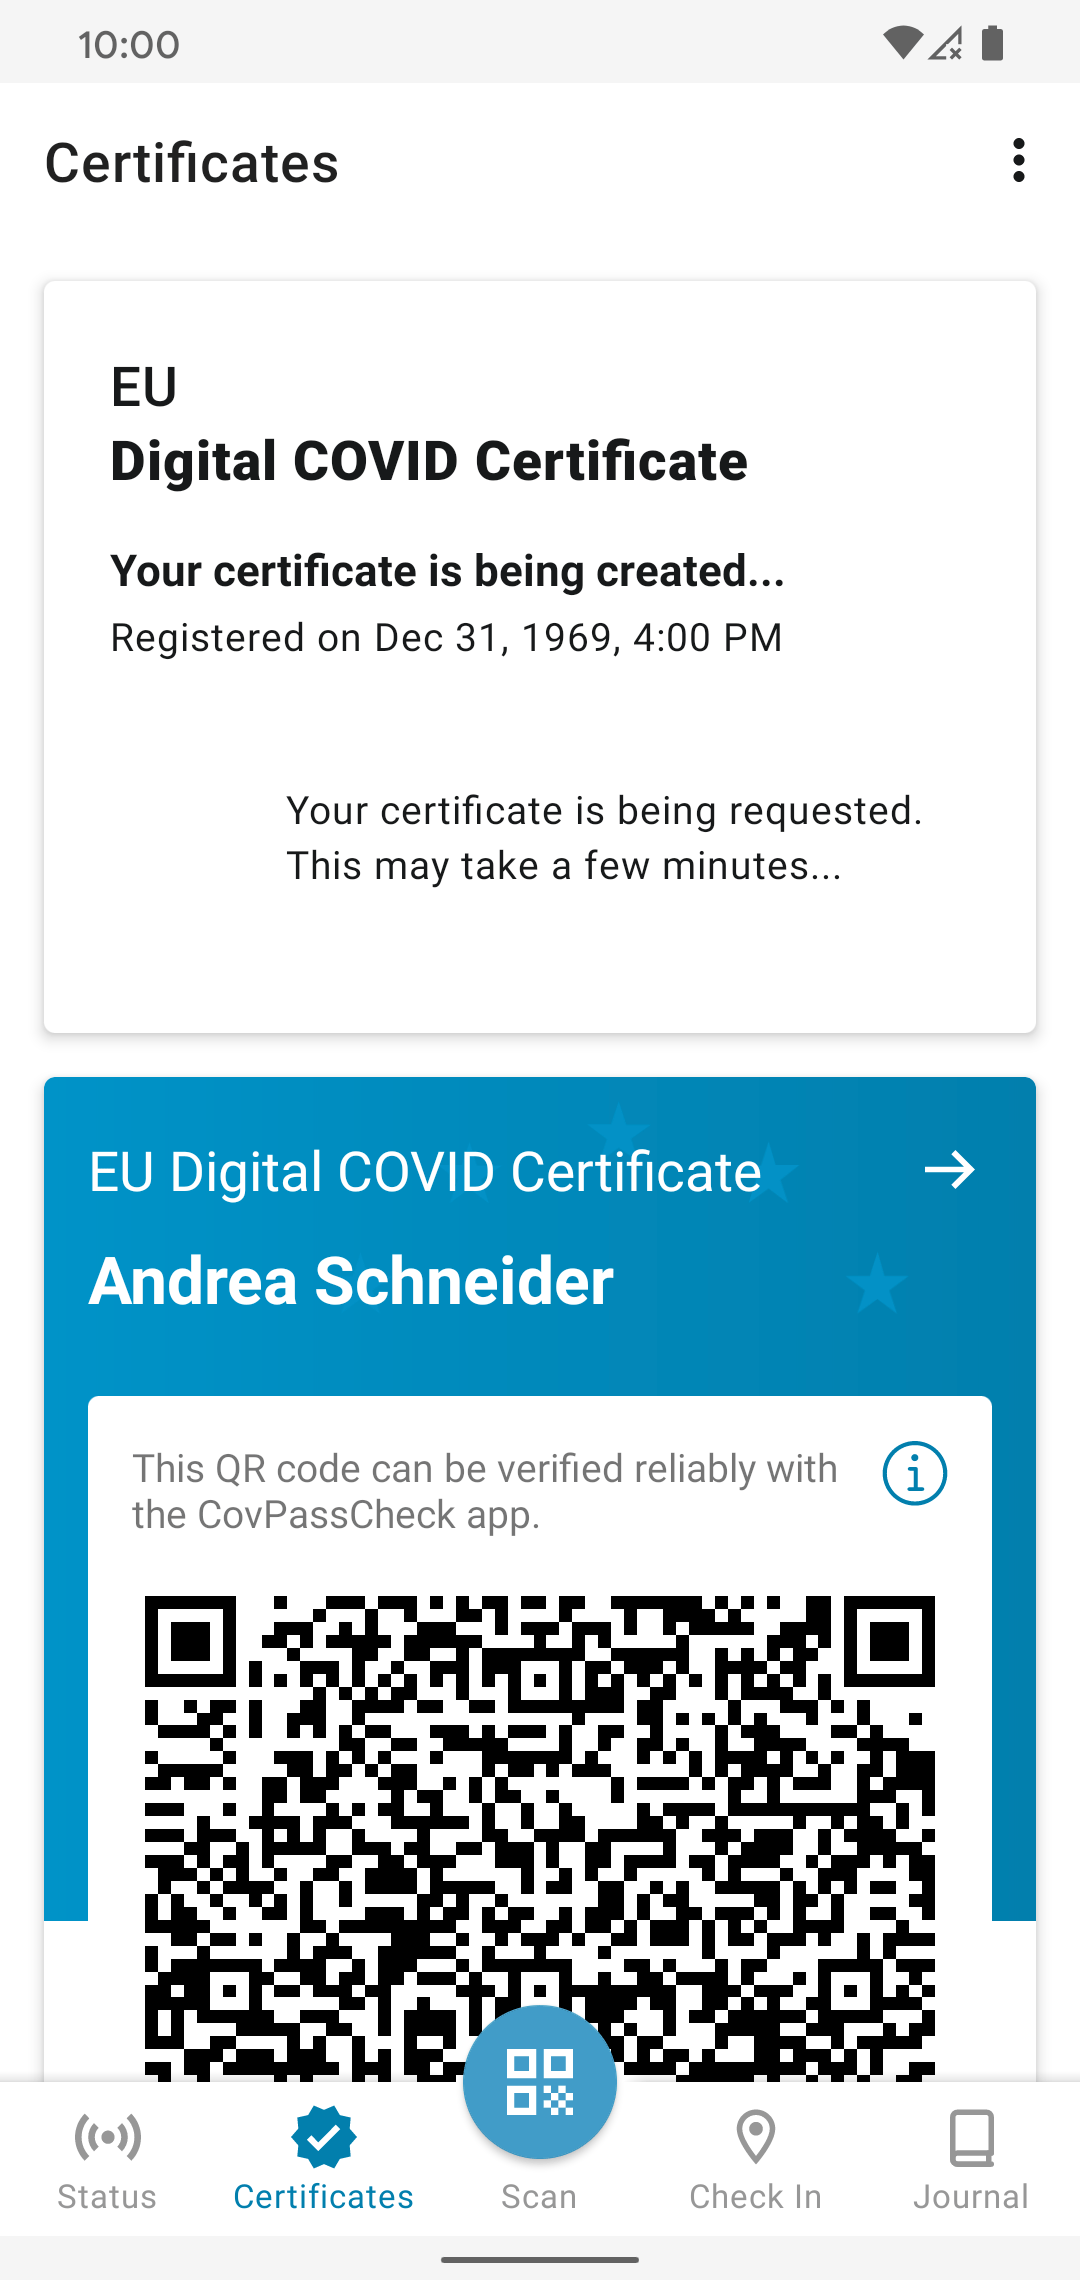 10:00
Certificates
EU
Digital COVID Certificate
Your certificate is being created...
Registered on Dec 31, 1969, 4:00 PM
Your certificate is being requested.
This may take a few minutes...
EU Digital COVID Certificate
Andrea Schneider
This QR code can be verified reliably with
the CovPassCheck app.
Status
Certificates
Scan
Check In
Journal